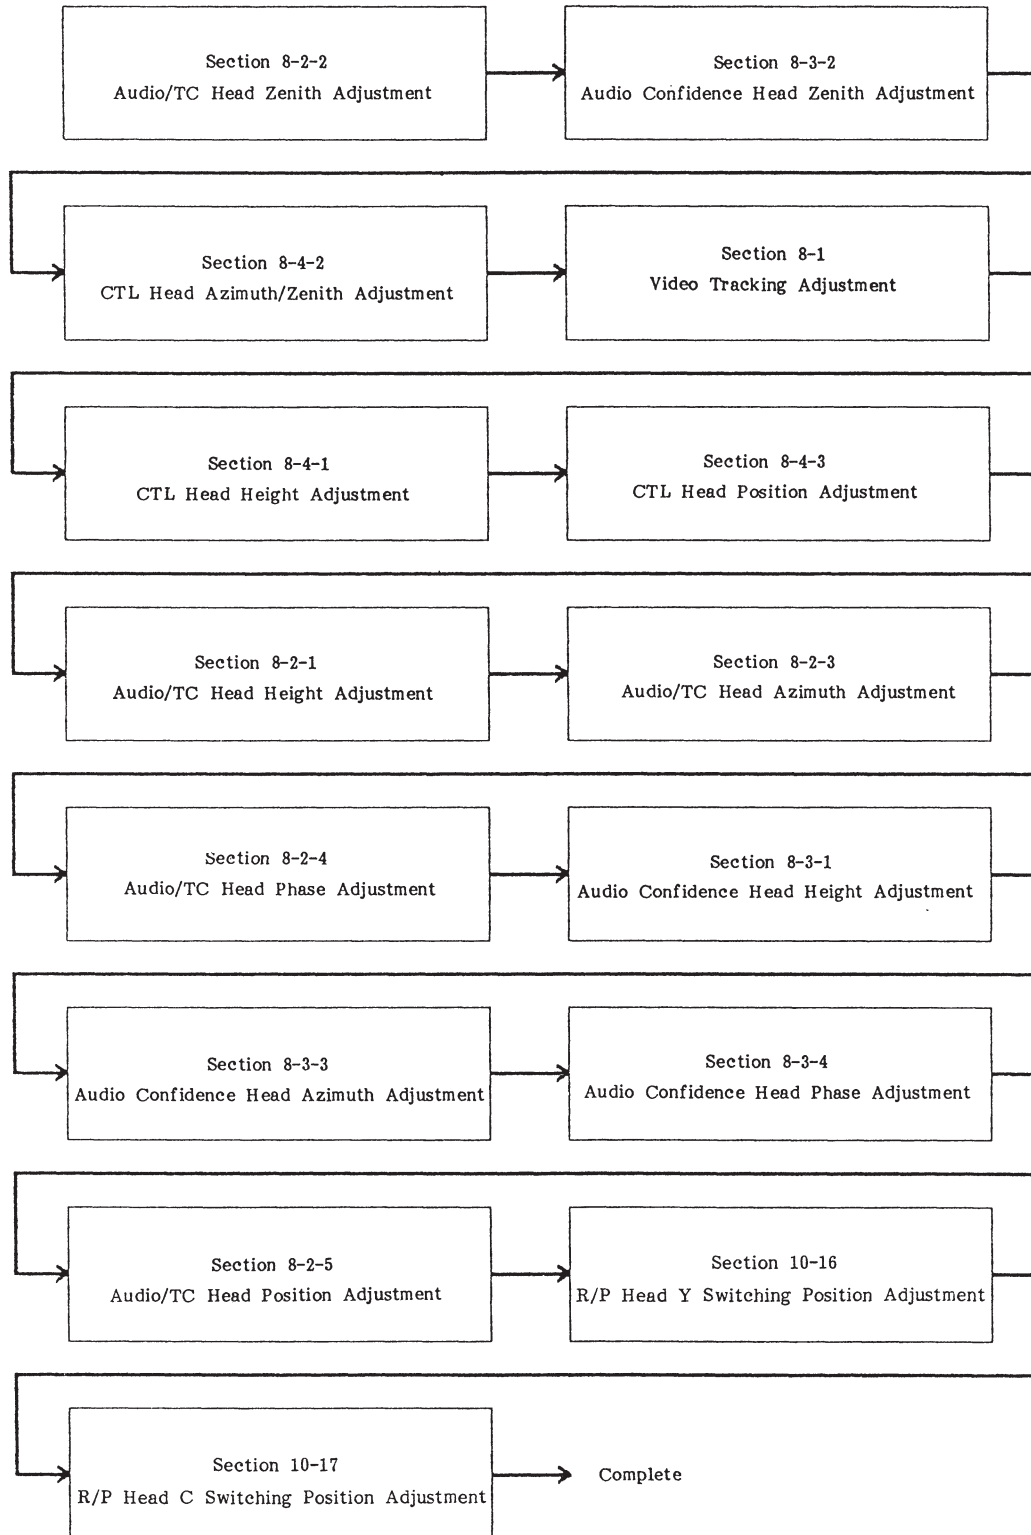 Section 8-2-2
Audio/TC Head Zenith Adjustment
Section 8-3-2
Audio Confidence Head Zenith Adjustment
Section 8-4-2
CTL Head Azimuth/Zenith Adjustment
Section 8-1
Video Tracking Adjustment
Section 8-4-1
CTL Head Height Adjustment
Section 8-4-3
CTL Head Position Adjustment
Section 8-2-1
Audio/TC Head Height Adjustment
Section 8-2-3
Audio/TC Head Azimuth Adjustment
Section 8-2-4
Audio/TC Head Phase Adjustment
Section 8-3-1
Audio Confidence Head Height Adjustment
Section 8-3-3
Audio Confidence Head Azimuth Adjustment
Section 8-3-4
Audio Confidence Head Phase Adjustment
Section 8-2-5
Audio/TC Head Position Adjustment
Section 10-16
R/P Head Y Switching Position Adjustment
Section 10-17
R/P Head C Switching Position Adjustment
Complete